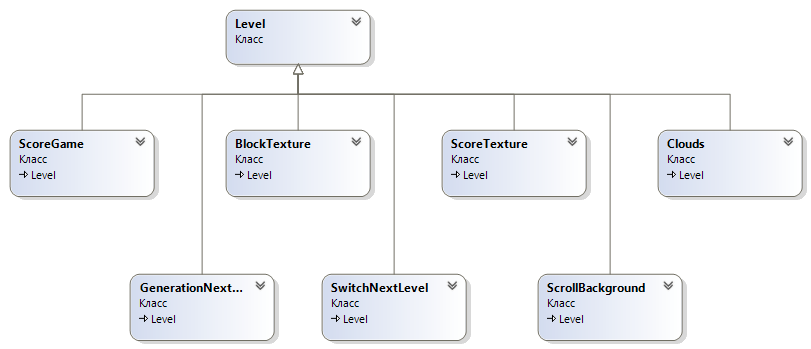 Level
Класс
ScoreGame
Класс
Level
BlockTexture
Класс
Level
ScoreTexture
Класс
Level
Clouds
Класс
Level
GenerationNext...
Класс
Level
SwitchNextLevel
Класс
Level
ScrollBackground
Класс
Level